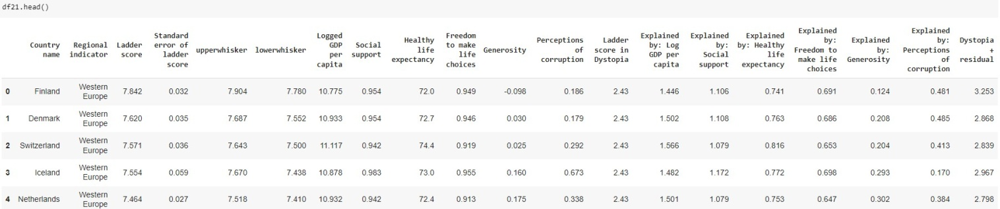 df21.head()
Country name Regional indicator Ladder score Standard error of ladder score upperwhisker lowerwhisker Logged GDP per capita Social support Healthy life expectancy Freedom to make life choices Generosity Perceptions of corruption Ladder score in Dystopia Explained by: Log GDP per capita Explained by: Social support Explained by: Healthy life expectancy Explained by: Freedom to make life choices Explained by: Generosity Explained by: Perceptions of corruption Dystopia + residual
0 Finland Western Europe 7.842 0.032 7.904 7.780 10.775 0.954 72.0 0.949 -0.098 0.186 2.43 1.446 1.106 0.741 0.691 0.124 0.481 3.253
1 Denmark Western Europe 7.620 0.035 7.687 7.552 10.933 0.954 72.7 0.946 0.030 0.179 2.43 1.502 1.108 0.763 0.686 0.208 0.485 2.868
2 Switzerland Western Europe 7.571 0.036 7.643 7.500 11.117 0.942 74.4 0.919 0.025 0.292 2.43 1.566 1.079 0.816 0.653 0.204 0.413 2.839
3 Iceland Western Europe 7.554 0.059 7.670 7.438 10.878 0.983 73.0 0.955 0.160 0.673 2.43 1.482 1.172 0.772 0.698 0.293 0.170 2.967
4 Netherlands Western Europe 7.464 0.027 7.518 7.410 10.932 0.942 72.4 0.913 0.175 0.338 2.43 1.501 1.079 0.753 0.647 0.302 0.384 2.798